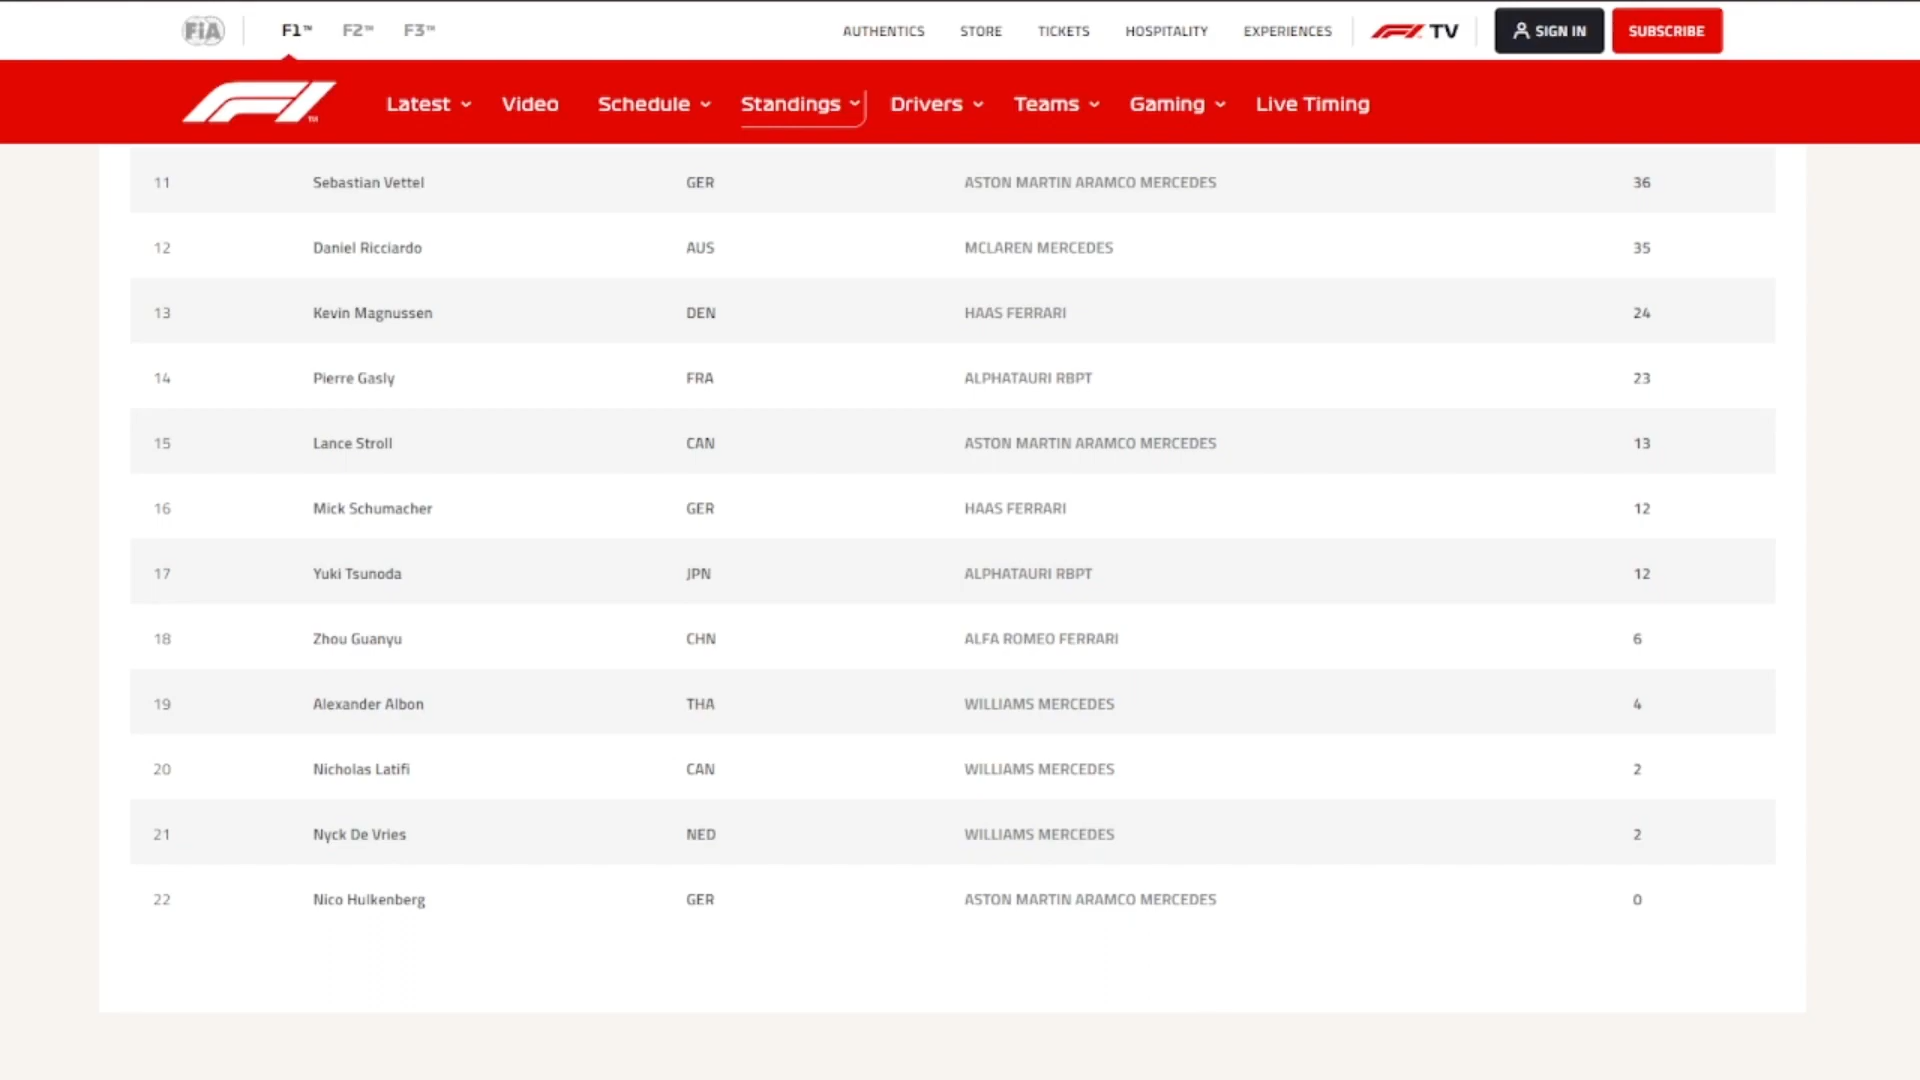 FiA F1™ F2™ F3™ AUTHENTICS STORE TICKETS HOSPITALITY EXPERIENCES F1 TV SIGN IN SUBSCRIBE
F1™ Latest Video Schedule Standings Drivers Teams Gaming Live Timing
11 Sebastian Vettel GER ASTON MARTIN ARAMCO MERCEDES 36
12 Daniel Ricciardo AUS MCLAREN MERCEDES 35
13 Kevin Magnussen DEN HAAS FERRARI 24
14 Pierre Gasly FRA ALPHATAURI RBPT 23
15 Lance Stroll CAN ASTON MARTIN ARAMCO MERCEDES 13
16 Mick Schumacher GER HAAS FERRARI 12
17 Yuki Tsunoda JPN ALPHATAURI RBPT 12
18 Zhou Guanyu CHN ALFA ROMEO FERRARI 6
19 Alexander Albon THA WILLIAMS MERCEDES 4
20 Nicholas Latifi CAN WILLIAMS MERCEDES 2
21 Nyck De Vries NED WILLIAMS MERCEDES 2
22 Nico Hulkenberg GER ASTON MARTIN ARAMCO MERCEDES 0